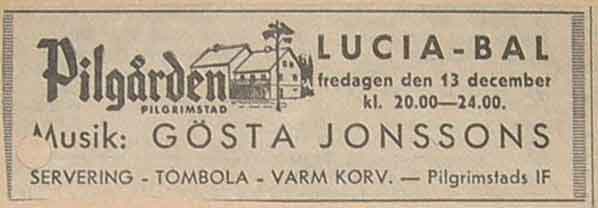 Pilgården
PILGRIMSTAD
LUCIA-BAL
fredagen den 13 december
kl. 20.00—24.00.
Musik: GÖSTA JONSSONS
SERVERING - TOMBOLA - VARM KORV. — Pilgrimstads IF